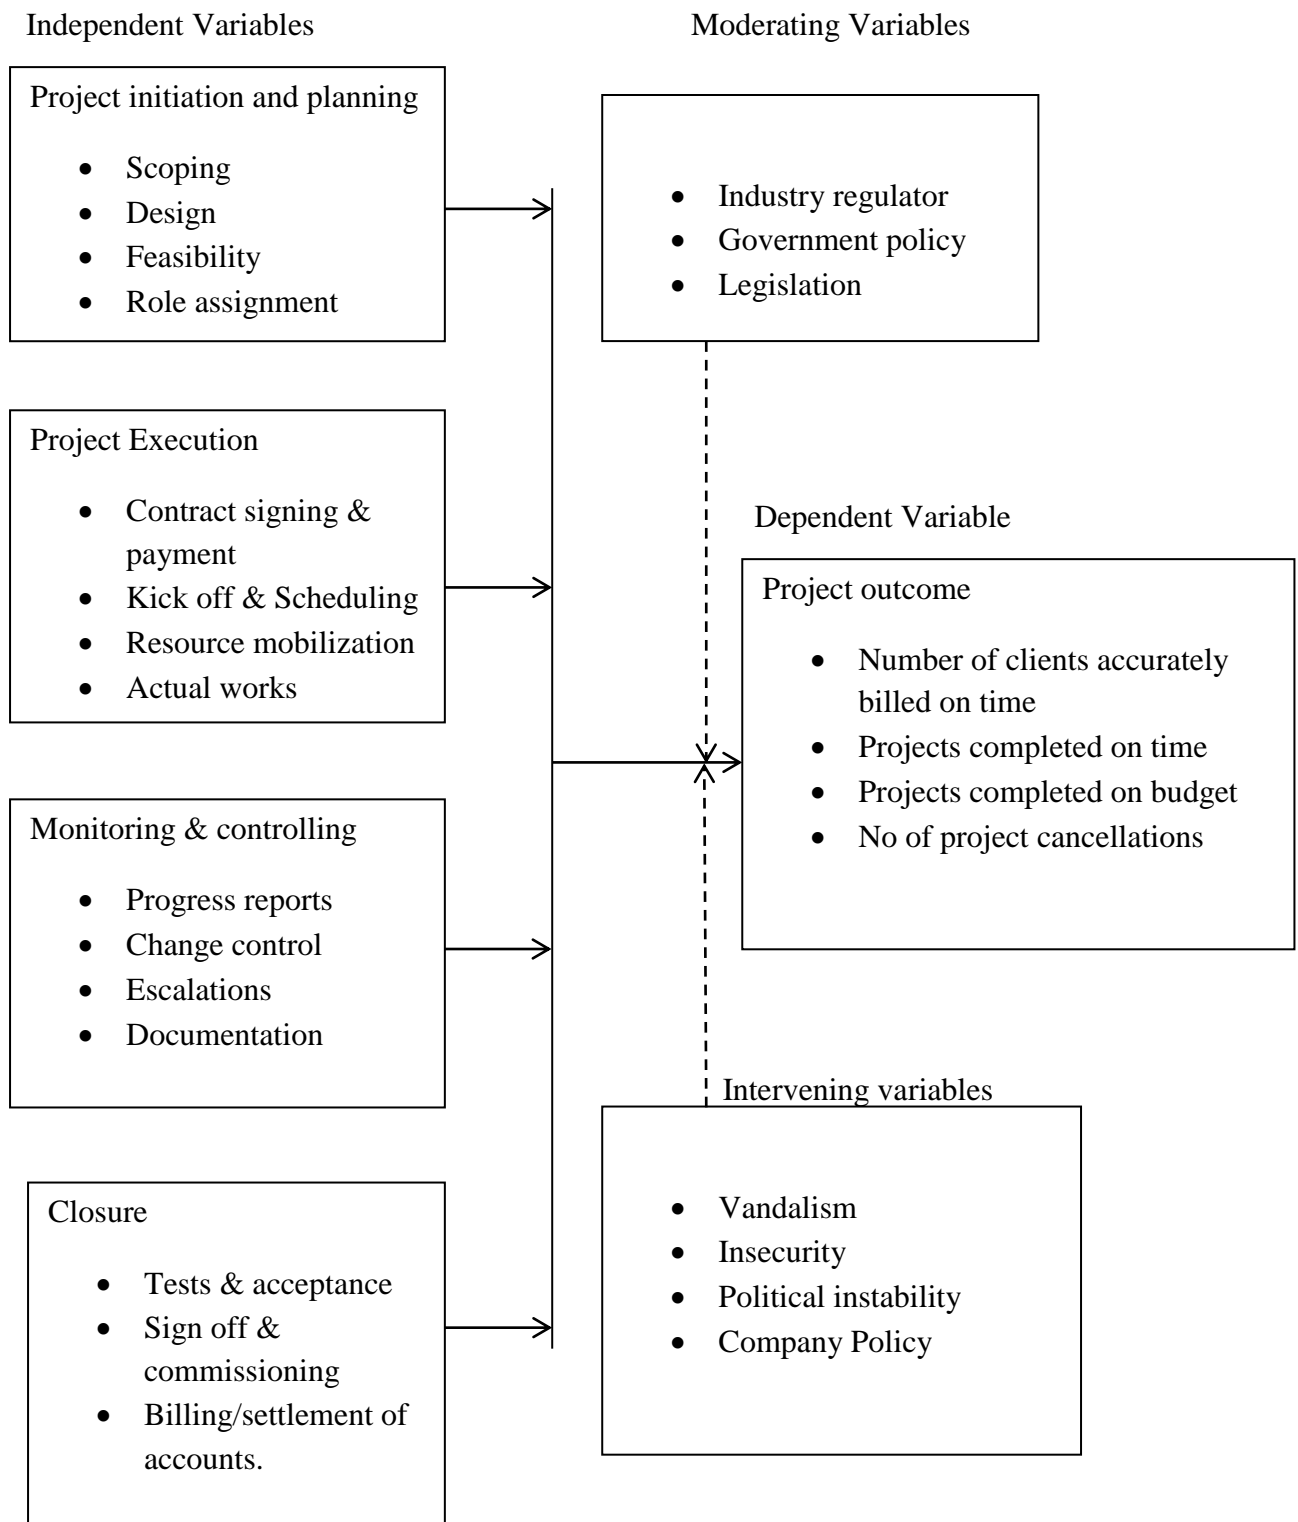 Independent Variables
Moderating Variables
Project initiation and planning
• Scoping
• Design
• Feasibility
• Role assignment
• Industry regulator
• Government policy
• Legislation
Project Execution
• Contract signing &
payment
• Kick off & Scheduling
• Resource mobilization
• Actual works
Dependent Variable
Project outcome
• Number of clients accurately
billed on time
• Projects completed on time
• Projects completed on budget
• No of project cancellations
Monitoring & controlling
• Progress reports
• Change control
• Escalations
• Documentation
Intervening variables
• Vandalism
• Insecurity
• Political instability
• Company Policy
Closure
• Tests & acceptance
• Sign off &
commissioning
• Billing/settlement of
accounts.